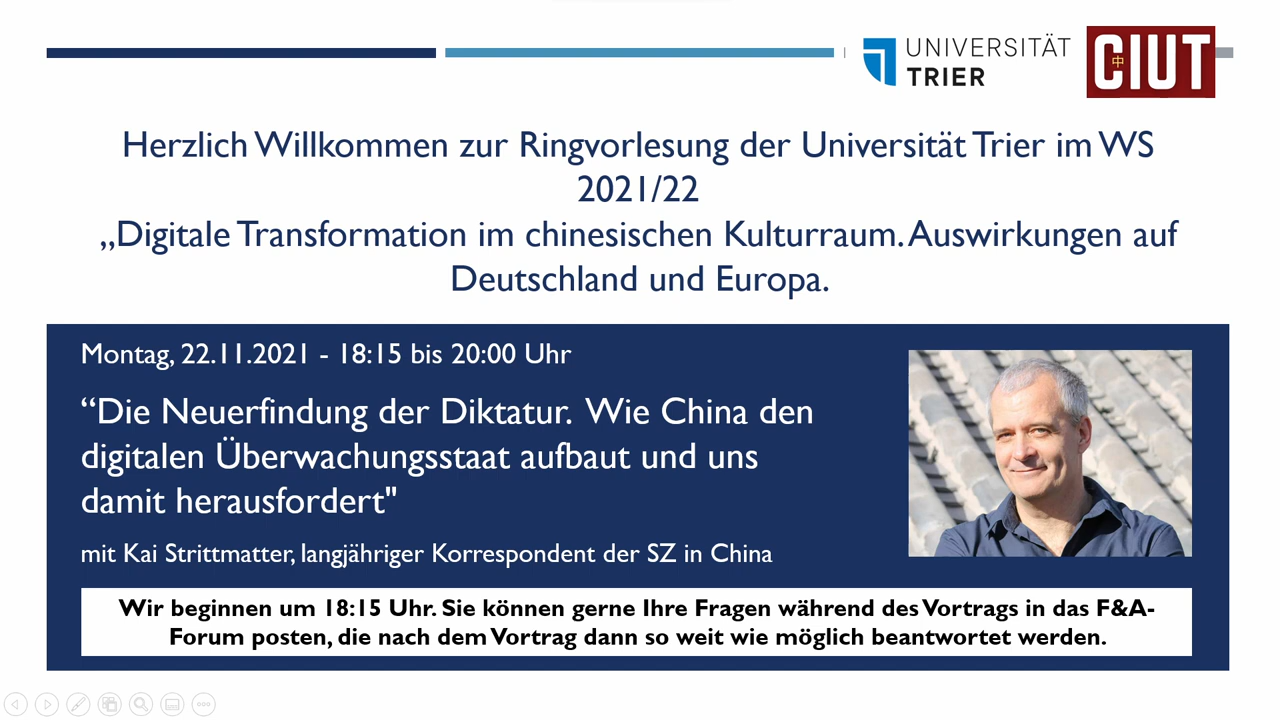 UNIVERSITÄT
TRIER
CIUT
中
Herzlich Willkommen zur Ringvorlesung der Universität Trier im WS
2021/22
„Digitale Transformation im chinesischen Kulturraum. Auswirkungen auf
Deutschland und Europa.
Montag, 22.11.2021 - 18:15 bis 20:00 Uhr
“Die Neuerfindung der Diktatur. Wie China den
digitalen Überwachungsstaat aufbaut und uns
damit herausfordert"
mit Kai Strittmatter, langjähriger Korrespondent der SZ in China
Wir beginnen um 18:15 Uhr. Sie können gerne Ihre Fragen während des Vortrags in das F&A-
Forum posten, die nach dem Vortrag dann so weit wie möglich beantwortet werden.